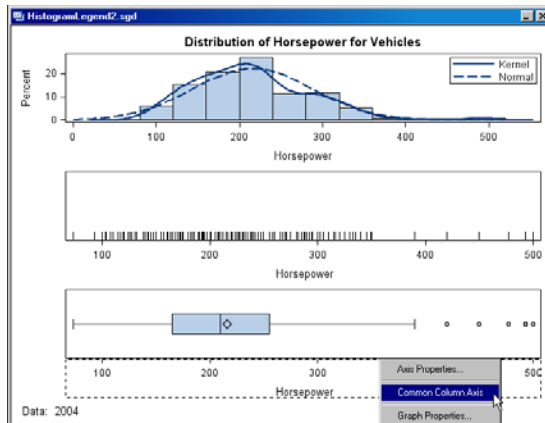 HistogramLegend2.sgd
Distribution of Horsepower for Vehicles
Percent
20
10
0
Kernel
Normal
0 100 200 300 400 500
Horsepower
100 200 300 400 500
Horsepower
100 200 300 500
Horsepower
Axis Properties...
Common Column Axis
Graph Properties...
Data: 2004